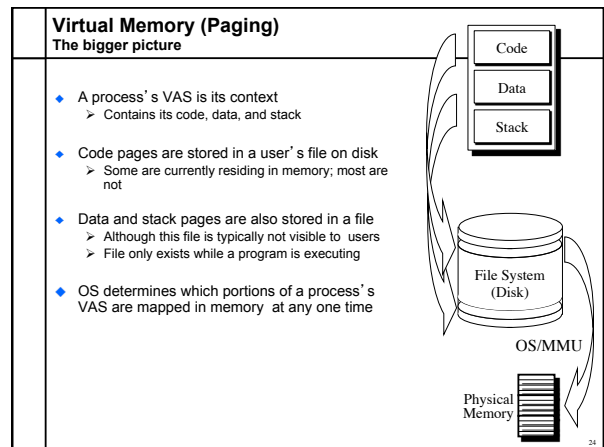 Virtual Memory (Paging)
The bigger picture
◆ A process's VAS is its context
➢ Contains its code, data, and stack
◆ Code pages are stored in a user's file on disk
➢ Some are currently residing in memory; most are
not
◆ Data and stack pages are also stored in a file
➢ Although this file is typically not visible to users
➢ File only exists while a program is executing
◆ OS determines which portions of a process's
VAS are mapped in memory at any one time
Code
Data
Stack
File System
(Disk)
OS/MMU
Physical
Memory
24